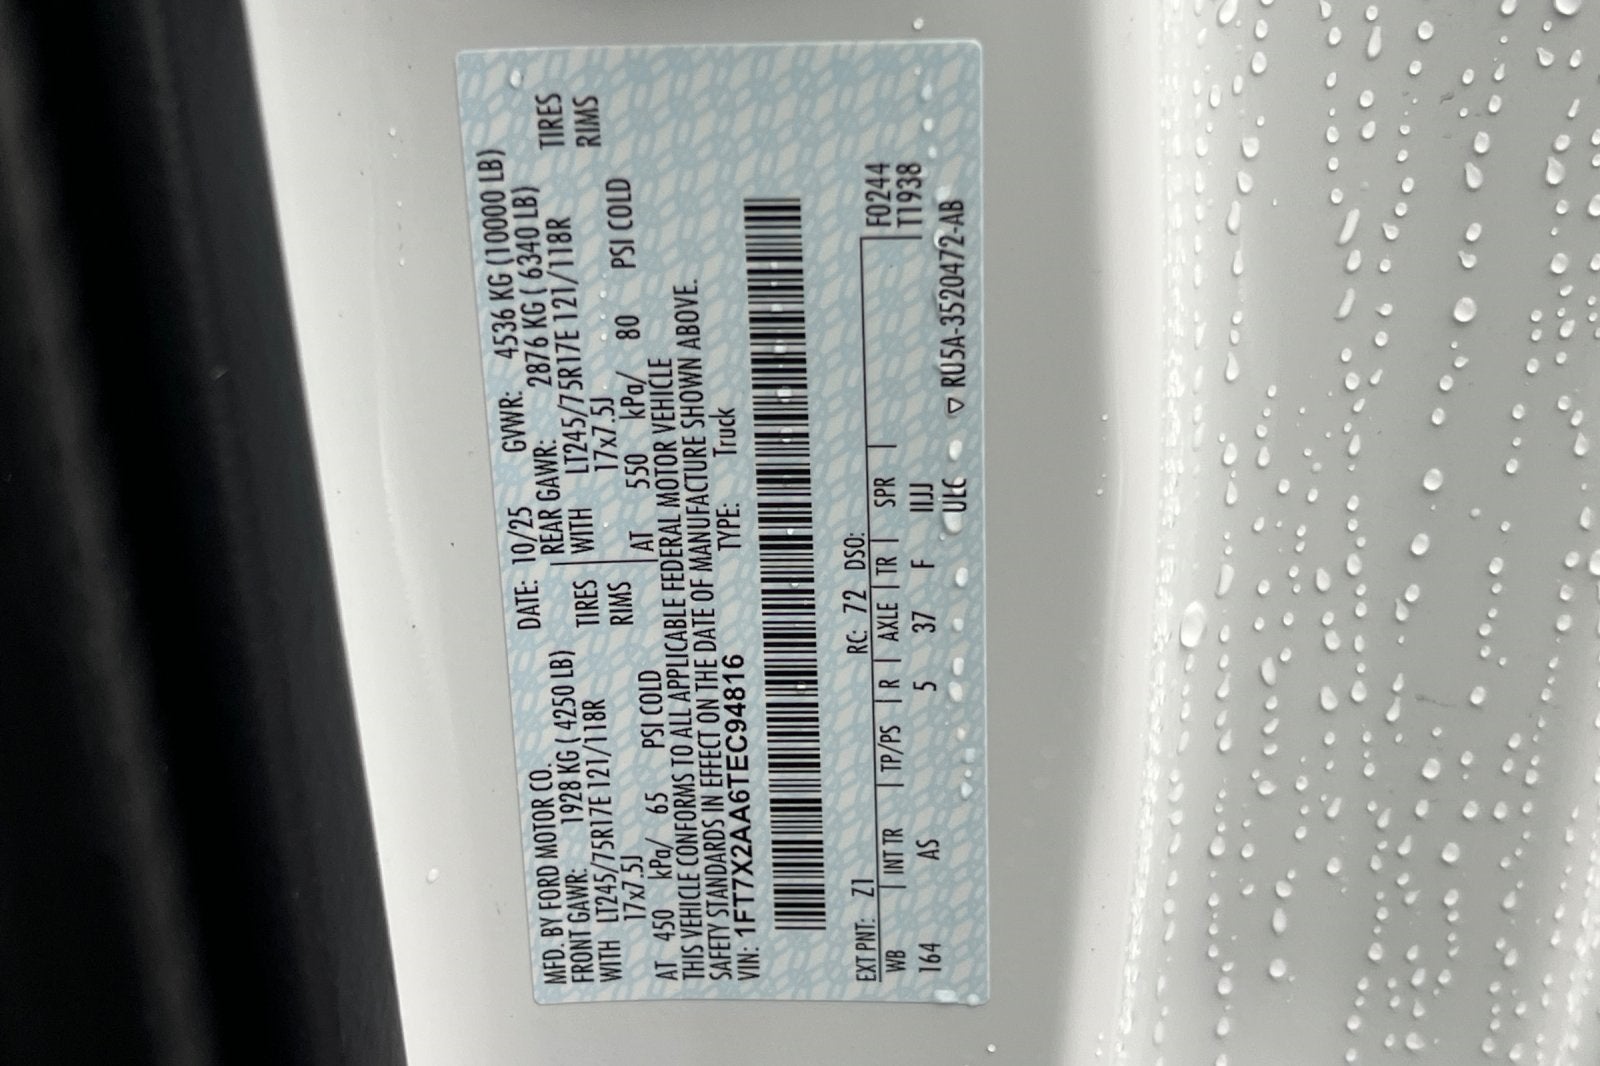 MFD. BY FORD MOTOR CO. DATE: 10/25 GVWR: 4536 KG (10000 LB)
FRONT GAWR: 1928 KG ( 4250 LB) REAR GAWR: 2876 KG ( 6340 LB)
WITH LT245/75R17E 121/118R TIRES WITH LT245/75R17E 121/118R TIRES
17x7.5J RIMS 17x7.5J RIMS
AT 450 kPa/ 65 PSI COLD AT 550 kPa/ 80 PSI COLD
THIS VEHICLE CONFORMS TO ALL APPLICABLE FEDERAL MOTOR VEHICLE
SAFETY STANDARDS IN EFFECT ON THE DATE OF MANUFACTURE SHOWN ABOVE.
VIN: 1FT7X2AA6TEC94816 TYPE: Truck
EXT PNT: Z1 RC: 72 DSO: F0244
WB INT TR TP/PS R AXLE TR SPR T1938
164 AS 5 37 F IIJJ
ULC ▽ RU5A-3520472-AB